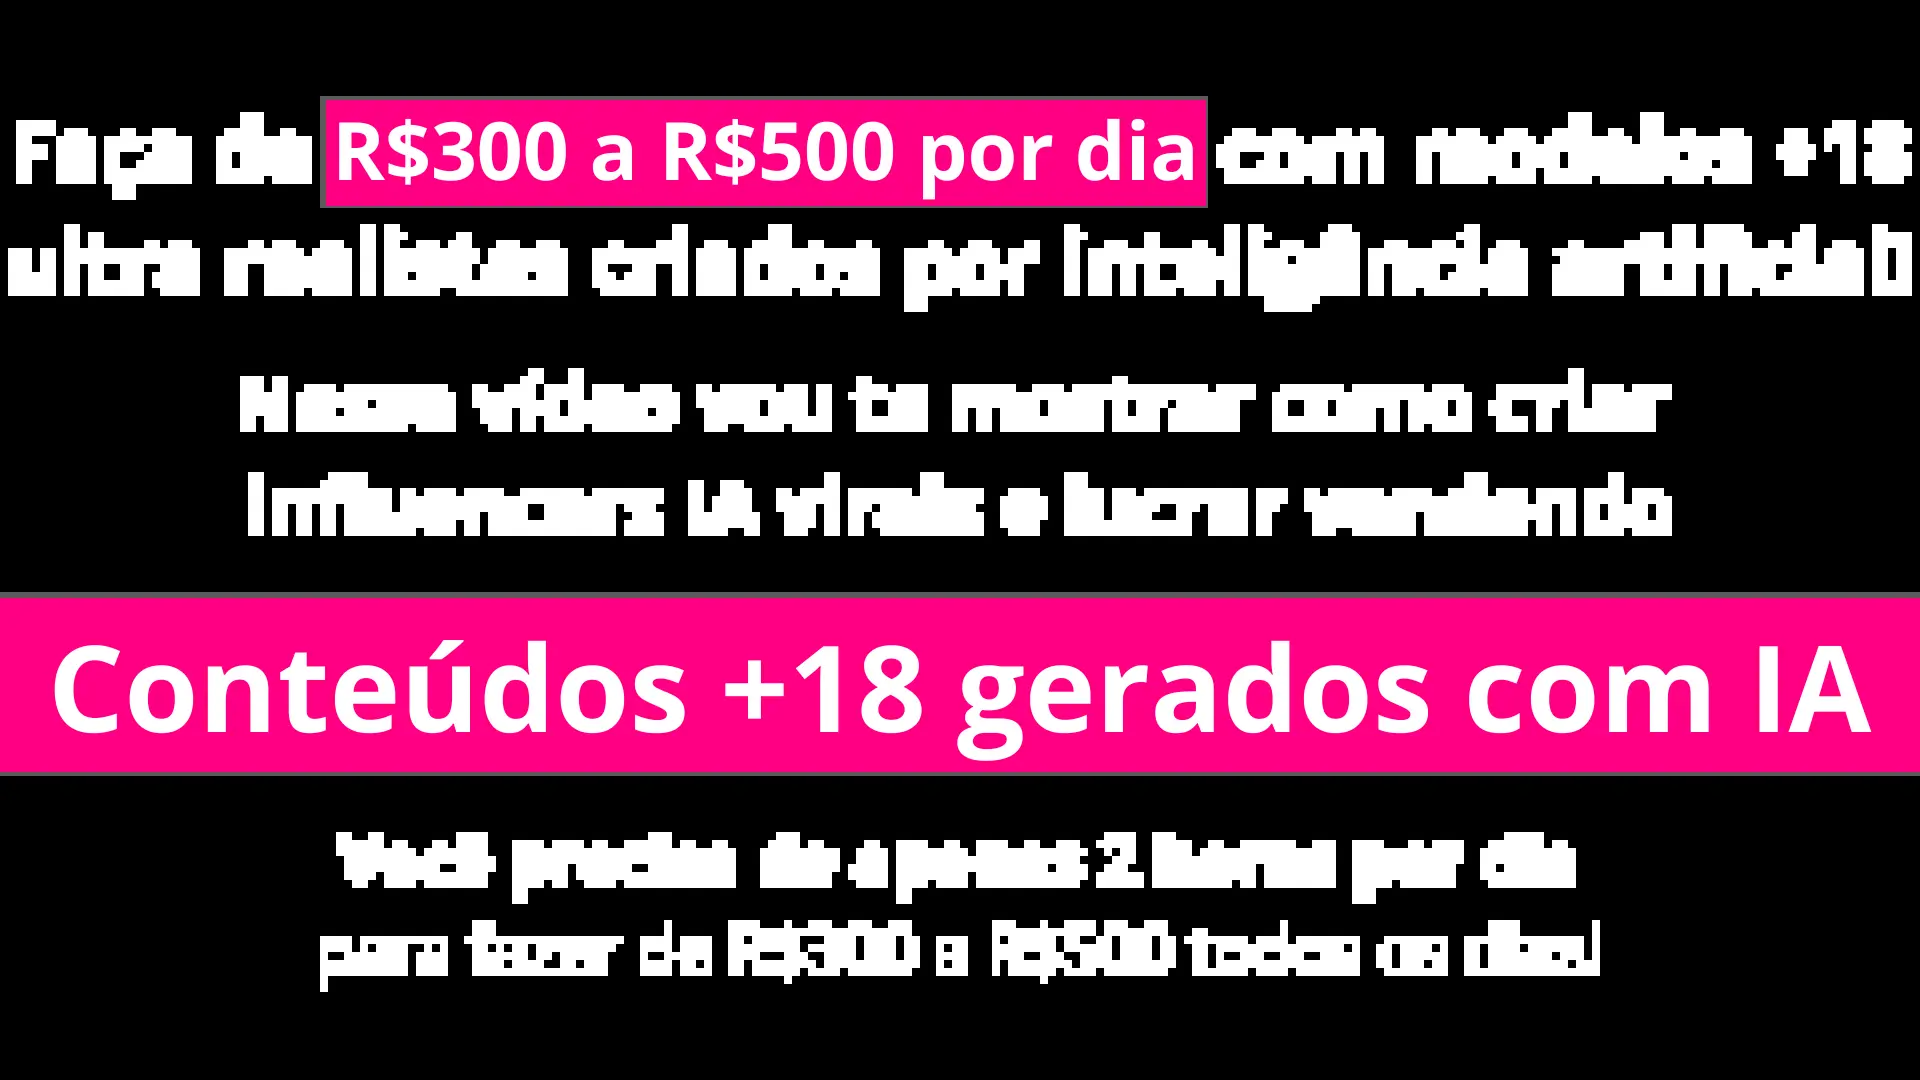 Faça de R$300 a R$500 por dia com modelos +18
ultra realistas criados por inteligência artificial!
Nesse vídeo vou te mostrar como criar
influencers IA virais e lucrar vendendo
Conteúdos +18 gerados com IA
Você precisa de apenas 2 horas por dia
para fazer de R$300 a R$500 todos os dias!